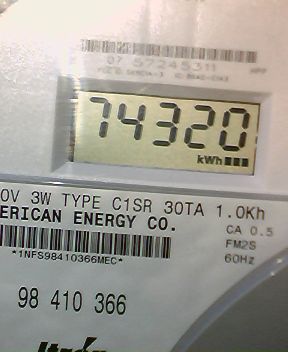 07 57245311
74320
kWh
0V 3W TYPE C1SR 30TA 1.0Kh
ERICAN ENERGY CO.
CA 0.5
FM2S
*1NFS98410366MEC*
60Hz
98 410 366
Itron